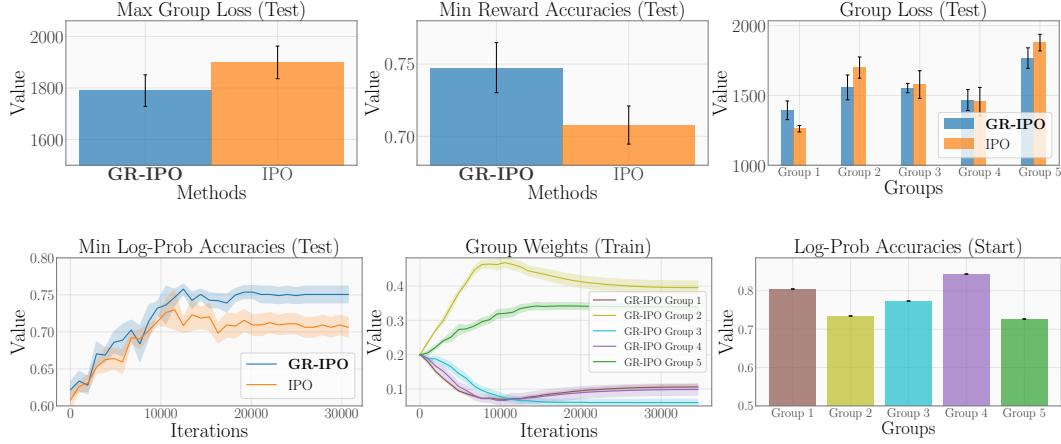 Max Group Loss (Test)
Value
2000
1800
1600
GR-IPO
IPO
Methods
Min Reward Accuracies (Test)
Value
0.75
0.70
GR-IPO
IPO
Methods
Group Loss (Test)
Value
2000
1500
1000
GR-IPO
IPO
Group 1
Group 2
Group 3
Group 4
Group 5
Groups
Min Log-Prob Accuracies (Test)
Value
0.80
0.75
0.70
0.65
0.60
GR-IPO
IPO
0
10000
20000
30000
Iterations
Group Weights (Train)
Value
0.4
0.3
0.2
0.1
GR-IPO Group 1
GR-IPO Group 2
GR-IPO Group 3
GR-IPO Group 4
GR-IPO Group 5
0
10000
20000
30000
Iterations
Log-Prob Accuracies (Start)
Value
0.8
0.7
0.6
0.5
Group 1
Group 2
Group 3
Group 4
Group 5
Groups